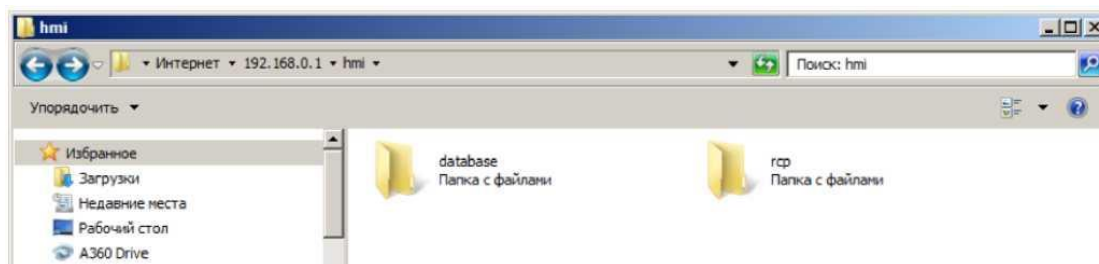 hmi
Интернет 192.168.0.1 hmi
Поиск: hmi
Упорядочить
Избранное
Загрузки
Недавние места
Рабочий стол
A360 Drive
database
Папка с файлами
rcp
Папка с файлами